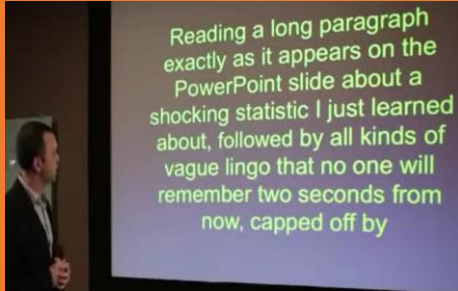 Reading a long paragraph
exactly as it appears on the
PowerPoint slide about a
shocking statistic I just learned
about, followed by all kinds of
vague lingo that no one will
remember two seconds from
now, capped off by